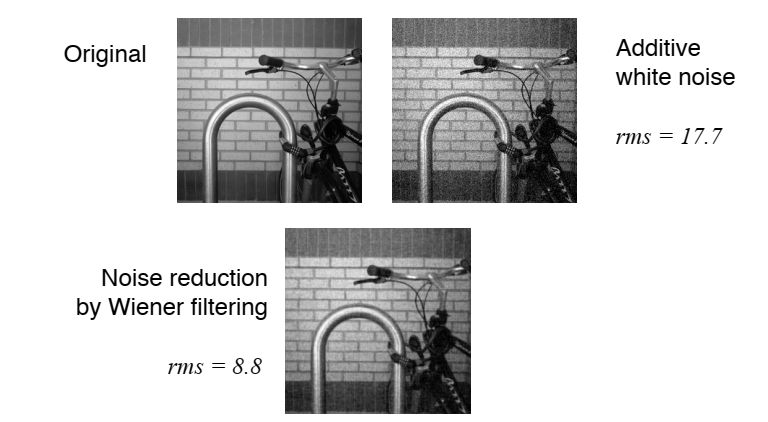 Original
Additive
white noise
rms = 17.7
Noise reduction
by Wiener filtering
rms = 8.8